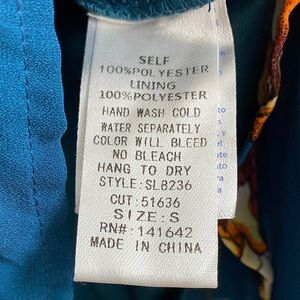 SELF
100%POLYESTER
LINING
100%POLYESTER
HAND WASH COLD
WATER SEPARATELY
COLOR WILL BLEED
NO BLEACH
HANG TO DRY
STYLE:SL8236
CUT:51636
SIZE:S
RN#:141642
MADE IN CHINA